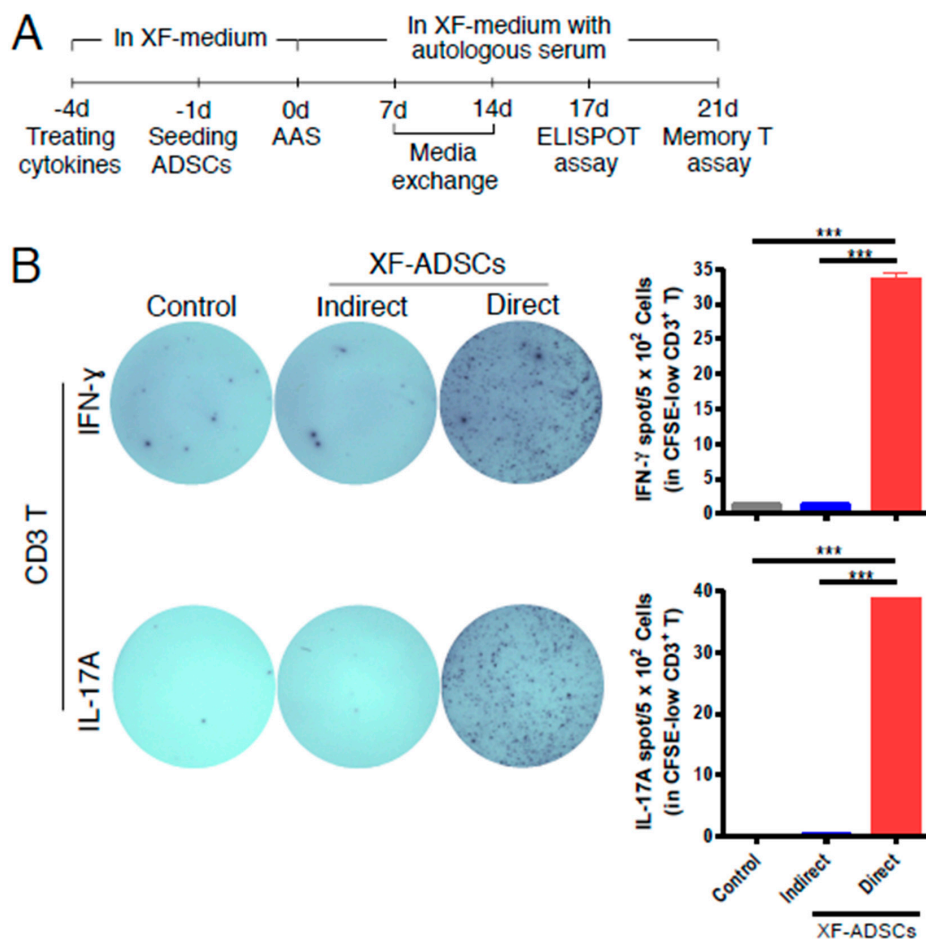 A
In XF-medium
In XF-medium with
autologous serum
-4d -1d 0d 7d 14d 17d 21d
Treating
cytokines
Seeding
ADSCs
AAS
Media
exchange
ELISPOT
assay
Memory T
assay
B
XF-ADSCs
Control Indirect Direct
CD3 T
IFN-ɣ
IL-17A
***
***
IFN-γ spot/5 x 10² Cells
(in CFSE-low CD3⁺ T)
35
30
25
20
15
10
5
0
***
***
IL-17A spot/5 x 10² Cells
(in CFSE-low CD3⁺ T)
40
30
20
10
0
Control Indirect Direct
XF-ADSCs